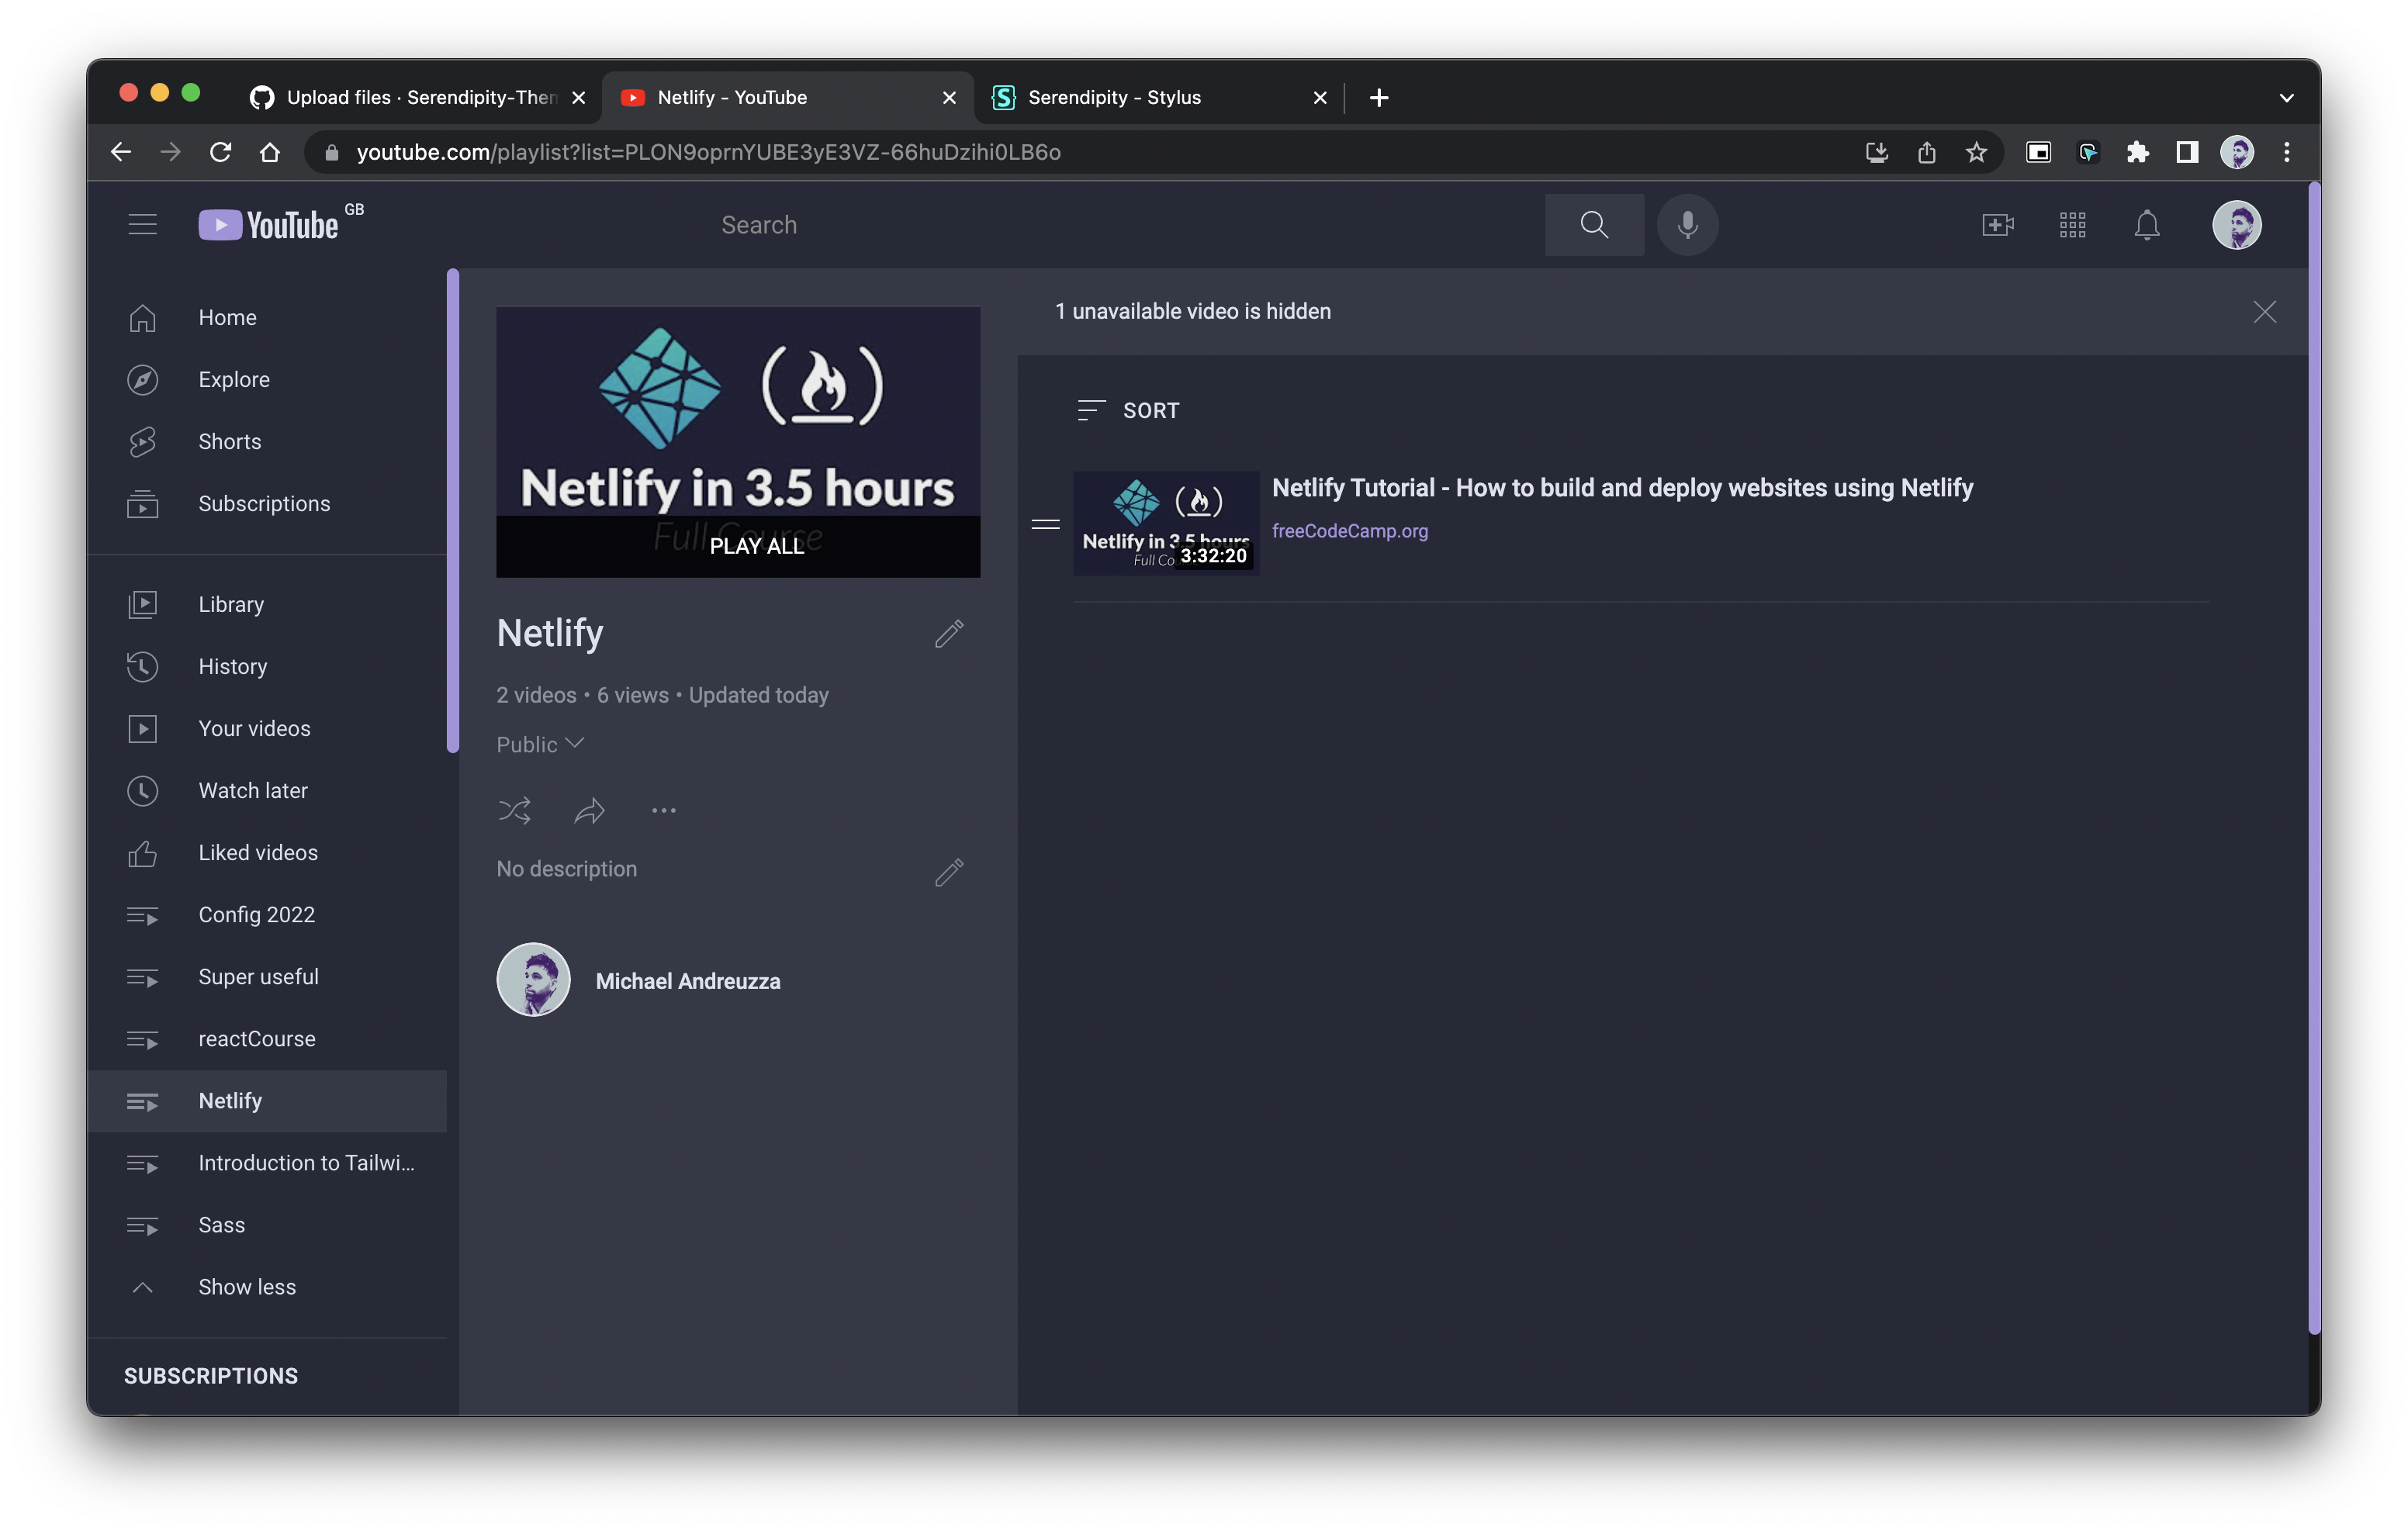 Upload files · Serendipity-Them
Netlify - YouTube
Serendipity - Stylus
youtube.com/playlist?list=PLON9oprnYUBE3yE3VZ-66huDzihi0LB6o
YouTube GB
Search
Home
Explore
Shorts
Subscriptions
Library
History
Your videos
Watch later
Liked videos
Config 2022
Super useful
reactCourse
Netlify
Introduction to Tailwi...
Sass
Show less
SUBSCRIPTIONS
Netlify in 3.5 hours
Full Course
PLAY ALL
Netlify
2 videos • 6 views • Updated today
Public
No description
Michael Andreuzza
1 unavailable video is hidden
SORT
Netlify in 3.5 hours
Full Co
3:32:20
Netlify Tutorial - How to build and deploy websites using Netlify
freeCodeCamp.org